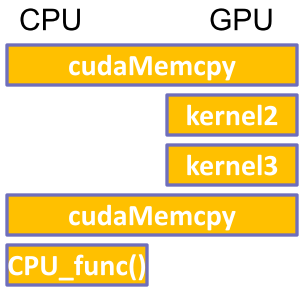 CPU GPU
cudaMemcpy
kernel2
kernel3
cudaMemcpy
CPU_func()